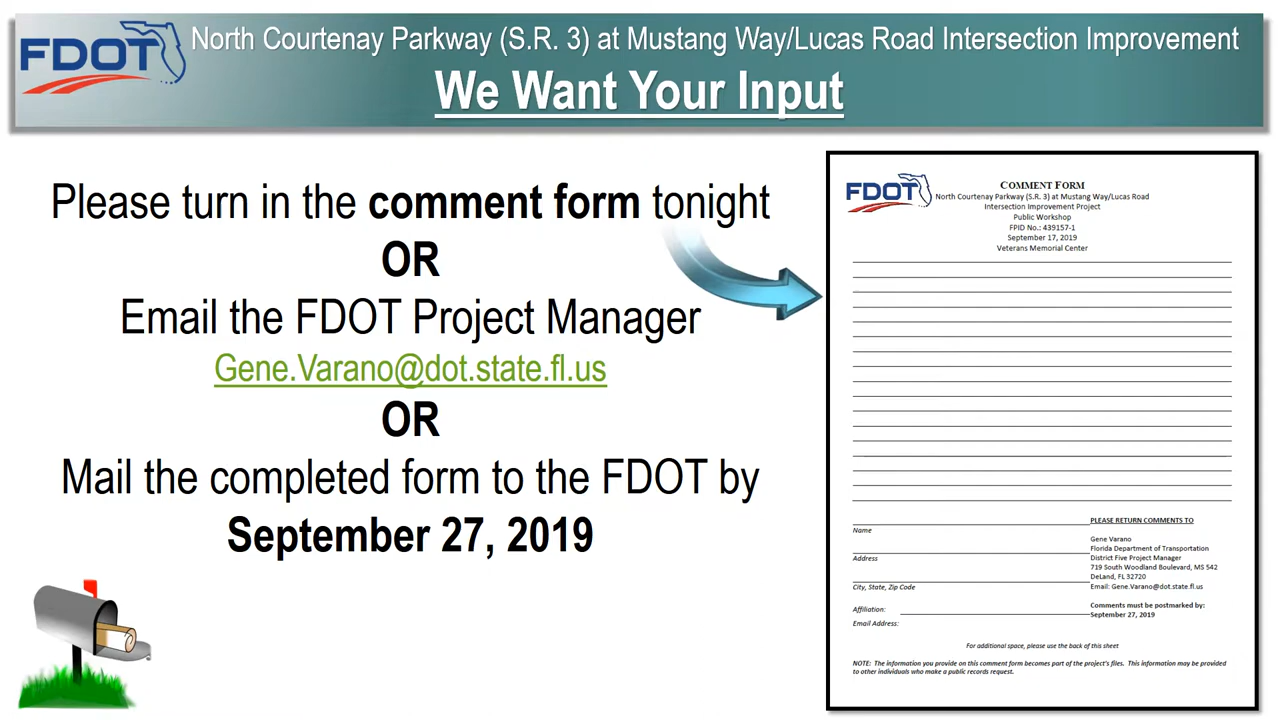 FDOT
North Courtenay Parkway (S.R. 3) at Mustang Way/Lucas Road Intersection Improvement
We Want Your Input
Please turn in the comment form tonight
OR
Email the FDOT Project Manager
Gene.Varano@dot.state.fl.us
OR
Mail the completed form to the FDOT by
September 27, 2019
FDOT
COMMENT FORM
North Courtenay Parkway (S.R. 3) at Mustang Way/Lucas Road
Intersection Improvement Project
Public Workshop
FPID No.: 439157-1
September 17, 2019
Veterans Memorial Center
Name
Address
City, State, Zip Code
Affiliation:
Email Address:
PLEASE RETURN COMMENTS TO
Gene Varano
Florida Department of Transportation
District Five Project Manager
719 South Woodland Boulevard, MS 542
DeLand, FL 32720
Email: Gene.Varano@dot.state.fl.us
Comments must be postmarked by:
September 27, 2019
For additional space, please use the back of this sheet
NOTE: The information you provide on this comment form becomes part of the project's files. This information may be provided
to other individuals who make a public records request.